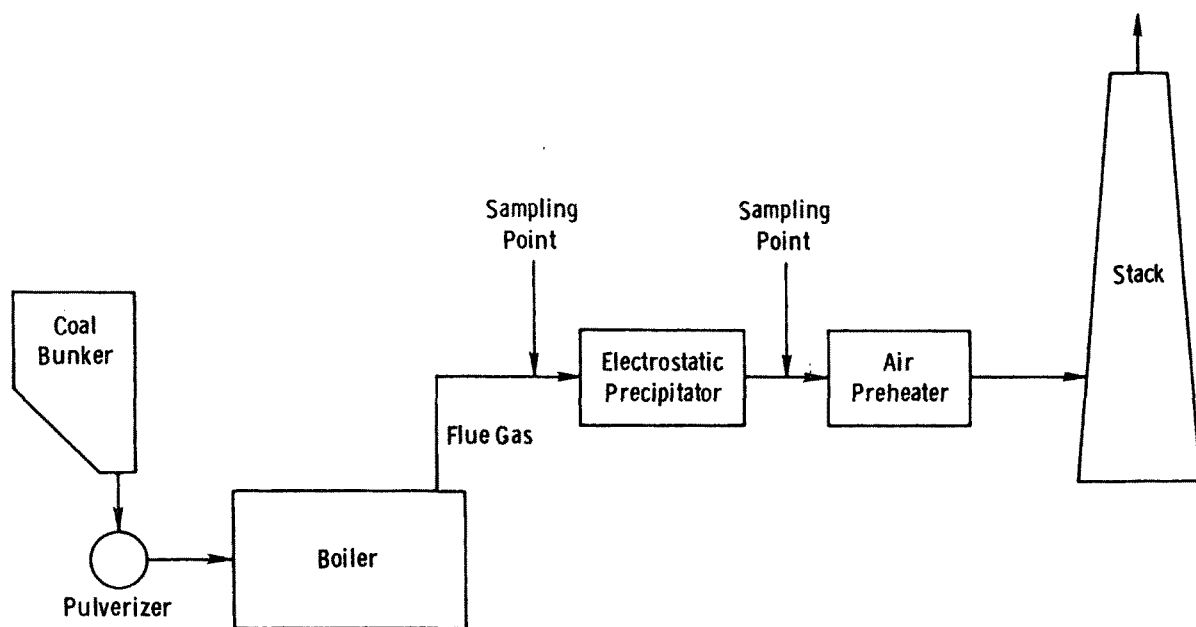 Sampling
Point
Sampling
Point
Stack
Coal
Bunker
Electrostatic
Precipitator
Air
Preheater
Flue Gas
Boiler
Pulverizer